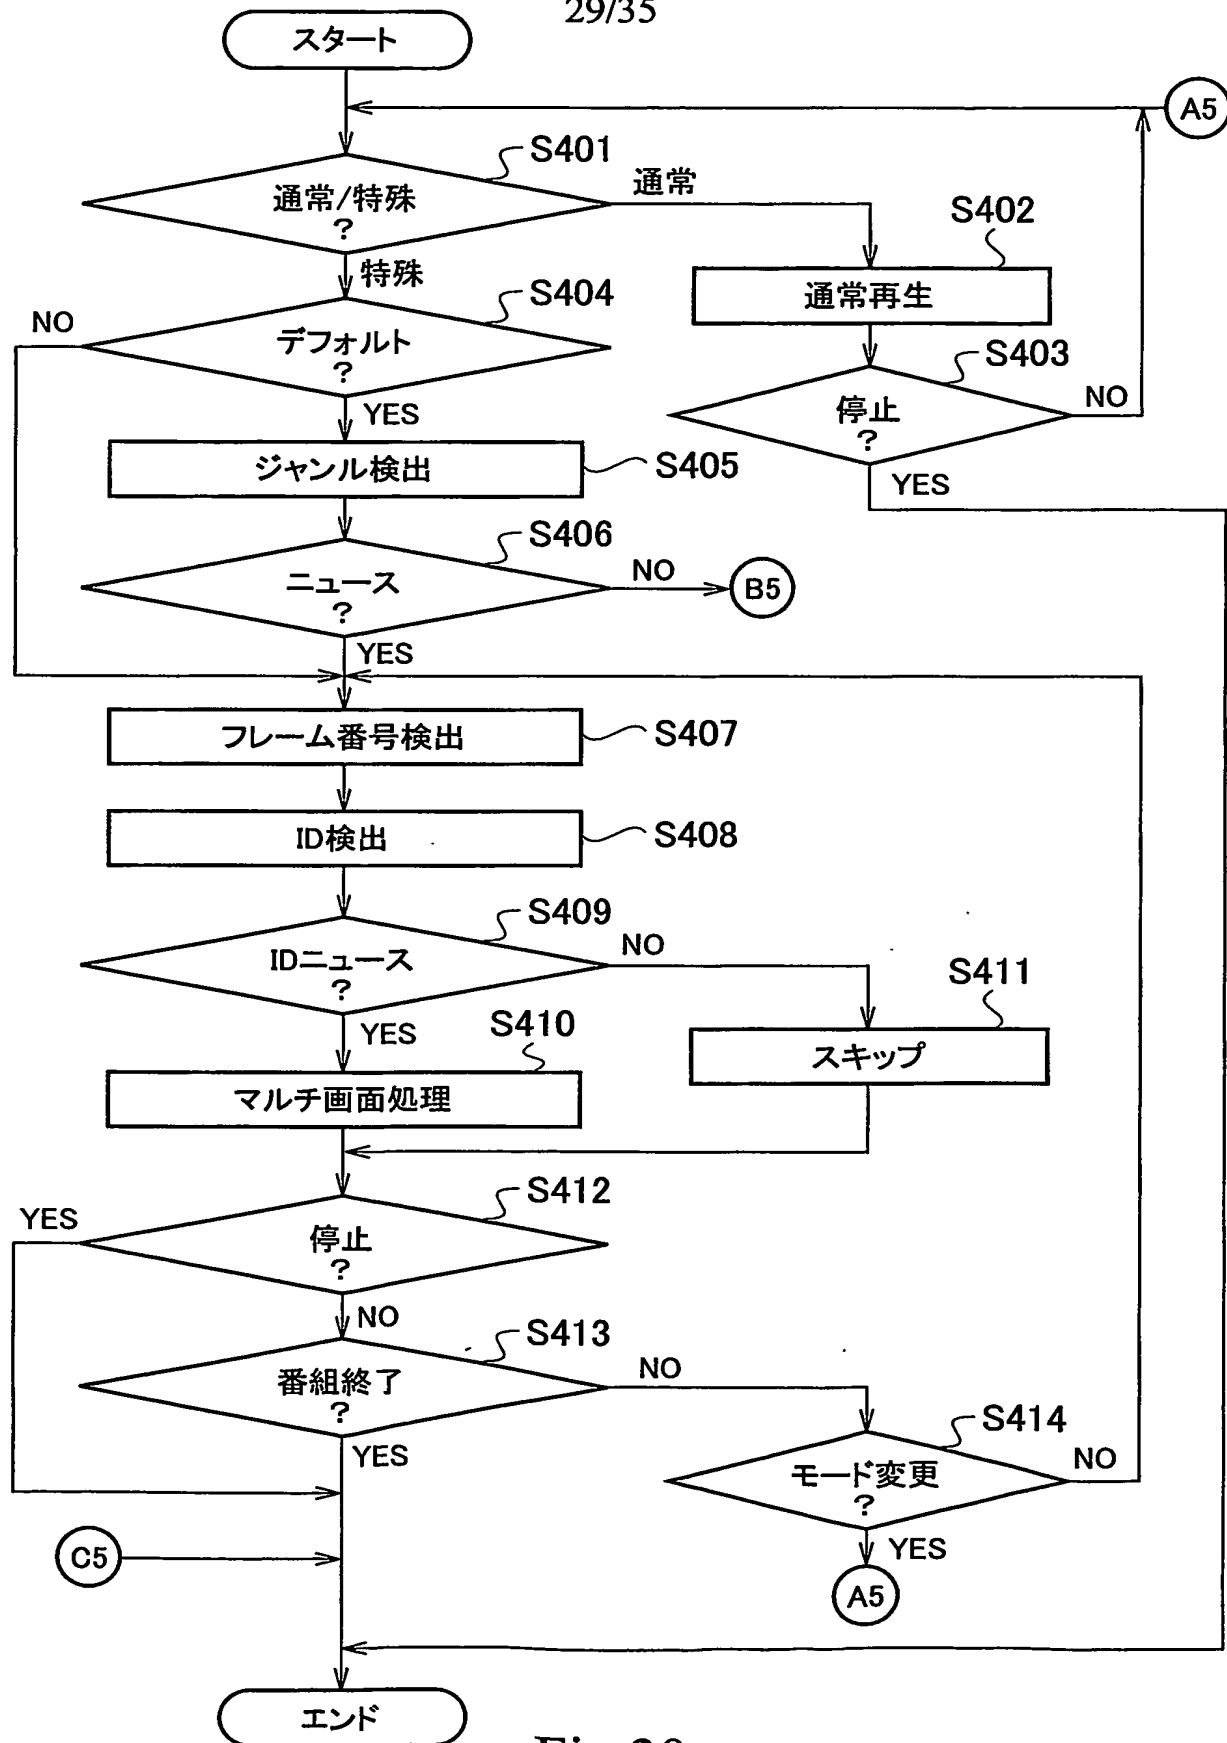 29/35
スタート
A5
S401
通常/特殊
?
通常
S402
特殊
通常再生
S404
NO
デフォルト
?
S403
停止
?
NO
YES
YES
ジャンル検出
S405
S406
ニュース
?
NO
B5
YES
フレーム番号検出
S407
ID検出
S408
S409
IDニュース
?
NO
S411
YES
S410
スキップ
マルチ画面処理
S412
YES
停止
?
NO
S413
番組終了
?
NO
S414
YES
モード変更
?
NO
C5
YES
A5
エンド